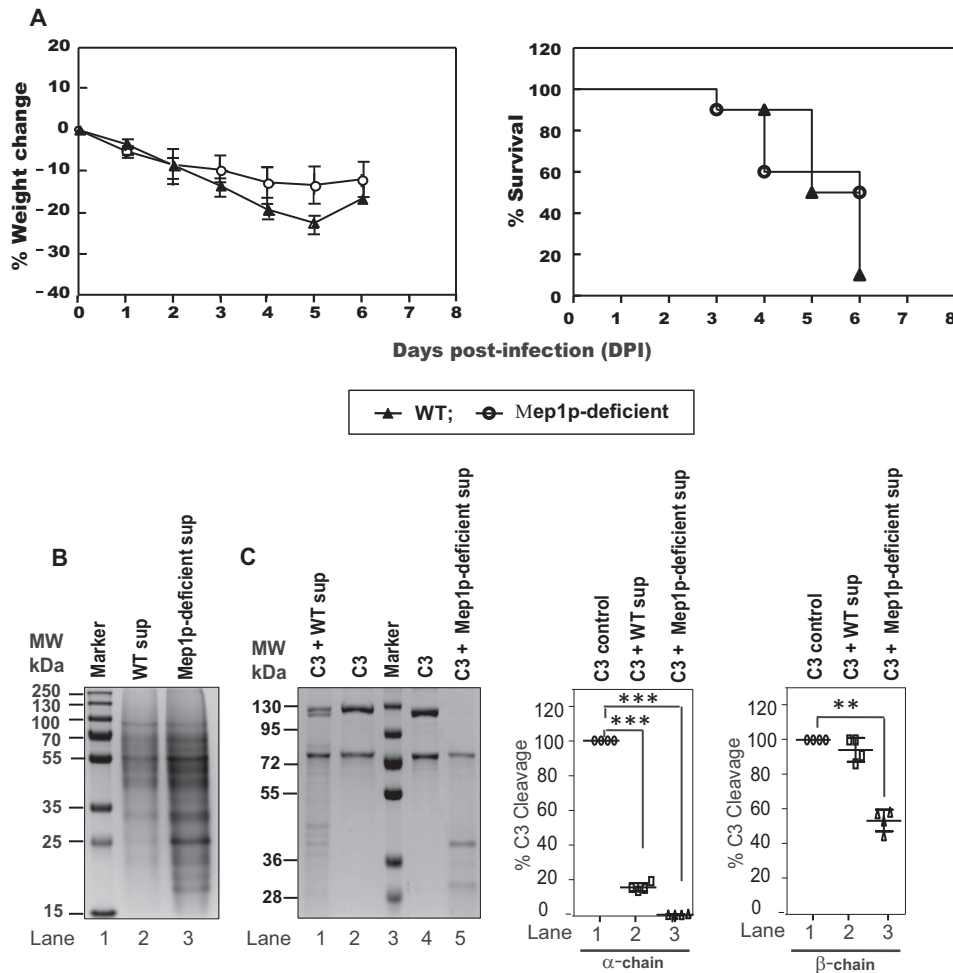 A
20
10
0
-10
-20
-30
-40
% Weight change
0 1 2 3 4 5 6 7 8
120
100
80
60
40
20
0
% Survival
0 1 2 3 4 5 6 7 8
Days post-infection (DPI)
WT; Mep1p-deficient
B
MW
kDa
Marker
WT sup
Mep1p-deficient sup
250
130
100
70
55
35
25
15
Lane 1 2 3
C
MW
kDa
C3 + WT sup
C3
Marker
C3
C3 + Mep1p-deficient sup
130
95
72
55
36
28
Lane 1 2 3 4 5
C3 control
C3 + WT sup
C3 + Mep1p-deficient sup
120
100
80
60
40
20
0
% C3 Cleavage
***
***
1 2 3
α-chain
C3 control
C3 + WT sup
C3 + Mep1p-deficient sup
120
100
80
60
40
20
0
% C3 Cleavage
**
1 2 3
β-chain